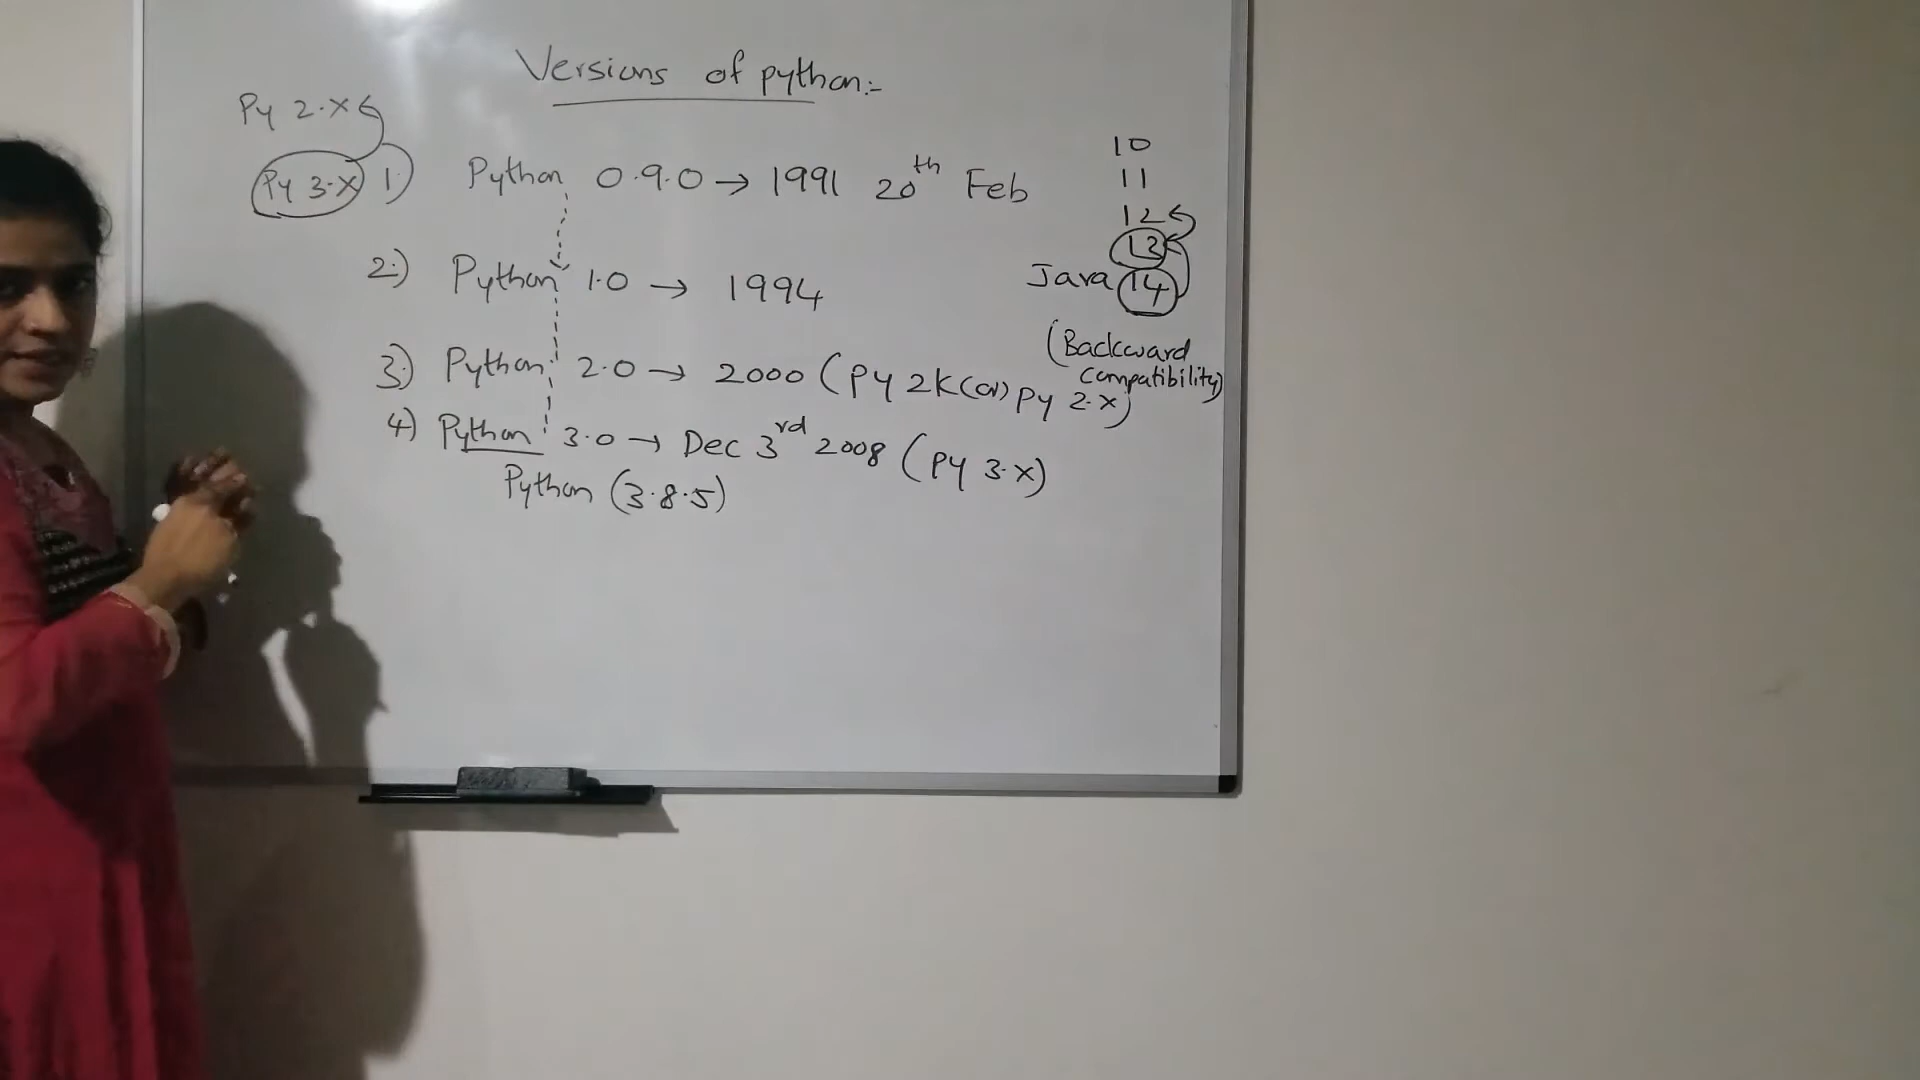 Versions of python:-
Py 2.x
Py 3.x
1) Python 0.9.0 → 1991 20th Feb
2.) Python 1.0 → 1994
3) Python 2.0 → 2000 (Py 2K (or) Py 2.x)
4) Python 3.0 → Dec 3rd 2008 (Py 3.x)
Python (3.8.5)
10
11
12
13
Java 14
(Backward
compatibility)